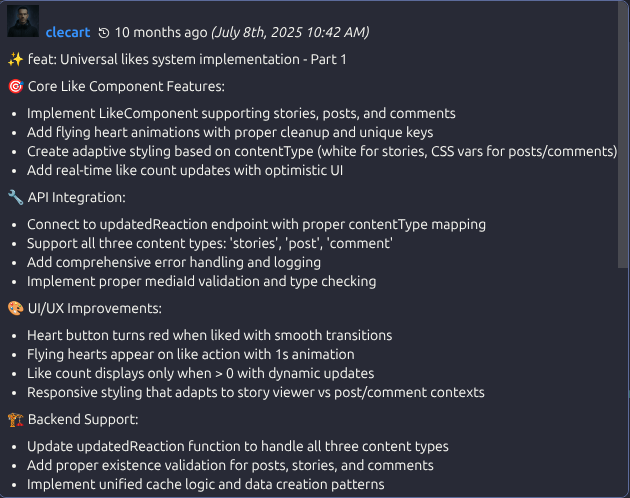 clecart 10 months ago (July 8th, 2025 10:42 AM)
✨ feat: Universal likes system implementation - Part 1
🎯 Core Like Component Features:
• Implement LikeComponent supporting stories, posts, and comments
• Add flying heart animations with proper cleanup and unique keys
• Create adaptive styling based on contentType (white for stories, CSS vars for posts/comments)
• Add real-time like count updates with optimistic UI
🔧 API Integration:
• Connect to updatedReaction endpoint with proper contentType mapping
• Support all three content types: 'stories', 'post', 'comment'
• Add comprehensive error handling and logging
• Implement proper mediaId validation and type checking
🎨 UI/UX Improvements:
• Heart button turns red when liked with smooth transitions
• Flying hearts appear on like action with 1s animation
• Like count displays only when > 0 with dynamic updates
• Responsive styling that adapts to story viewer vs post/comment contexts
🏗️ Backend Support:
• Update updatedReaction function to handle all three content types
• Add proper existence validation for posts, stories, and comments
• Implement unified cache logic and data creation patterns